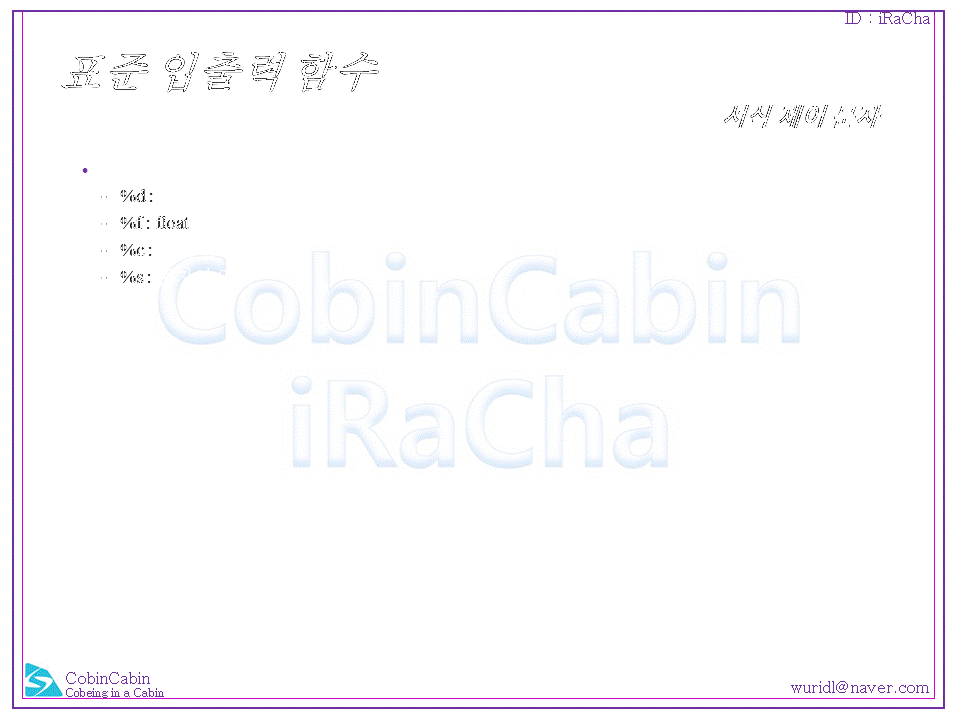 ID : iRaCha
표준 입출력 함수
서식 제어 문자
•
– %d :
– %f : float
– %c :
– %s :
CobinCabin
iRaCha
CobinCabin
Cobeing in a Cabin
wuridl@naver.com